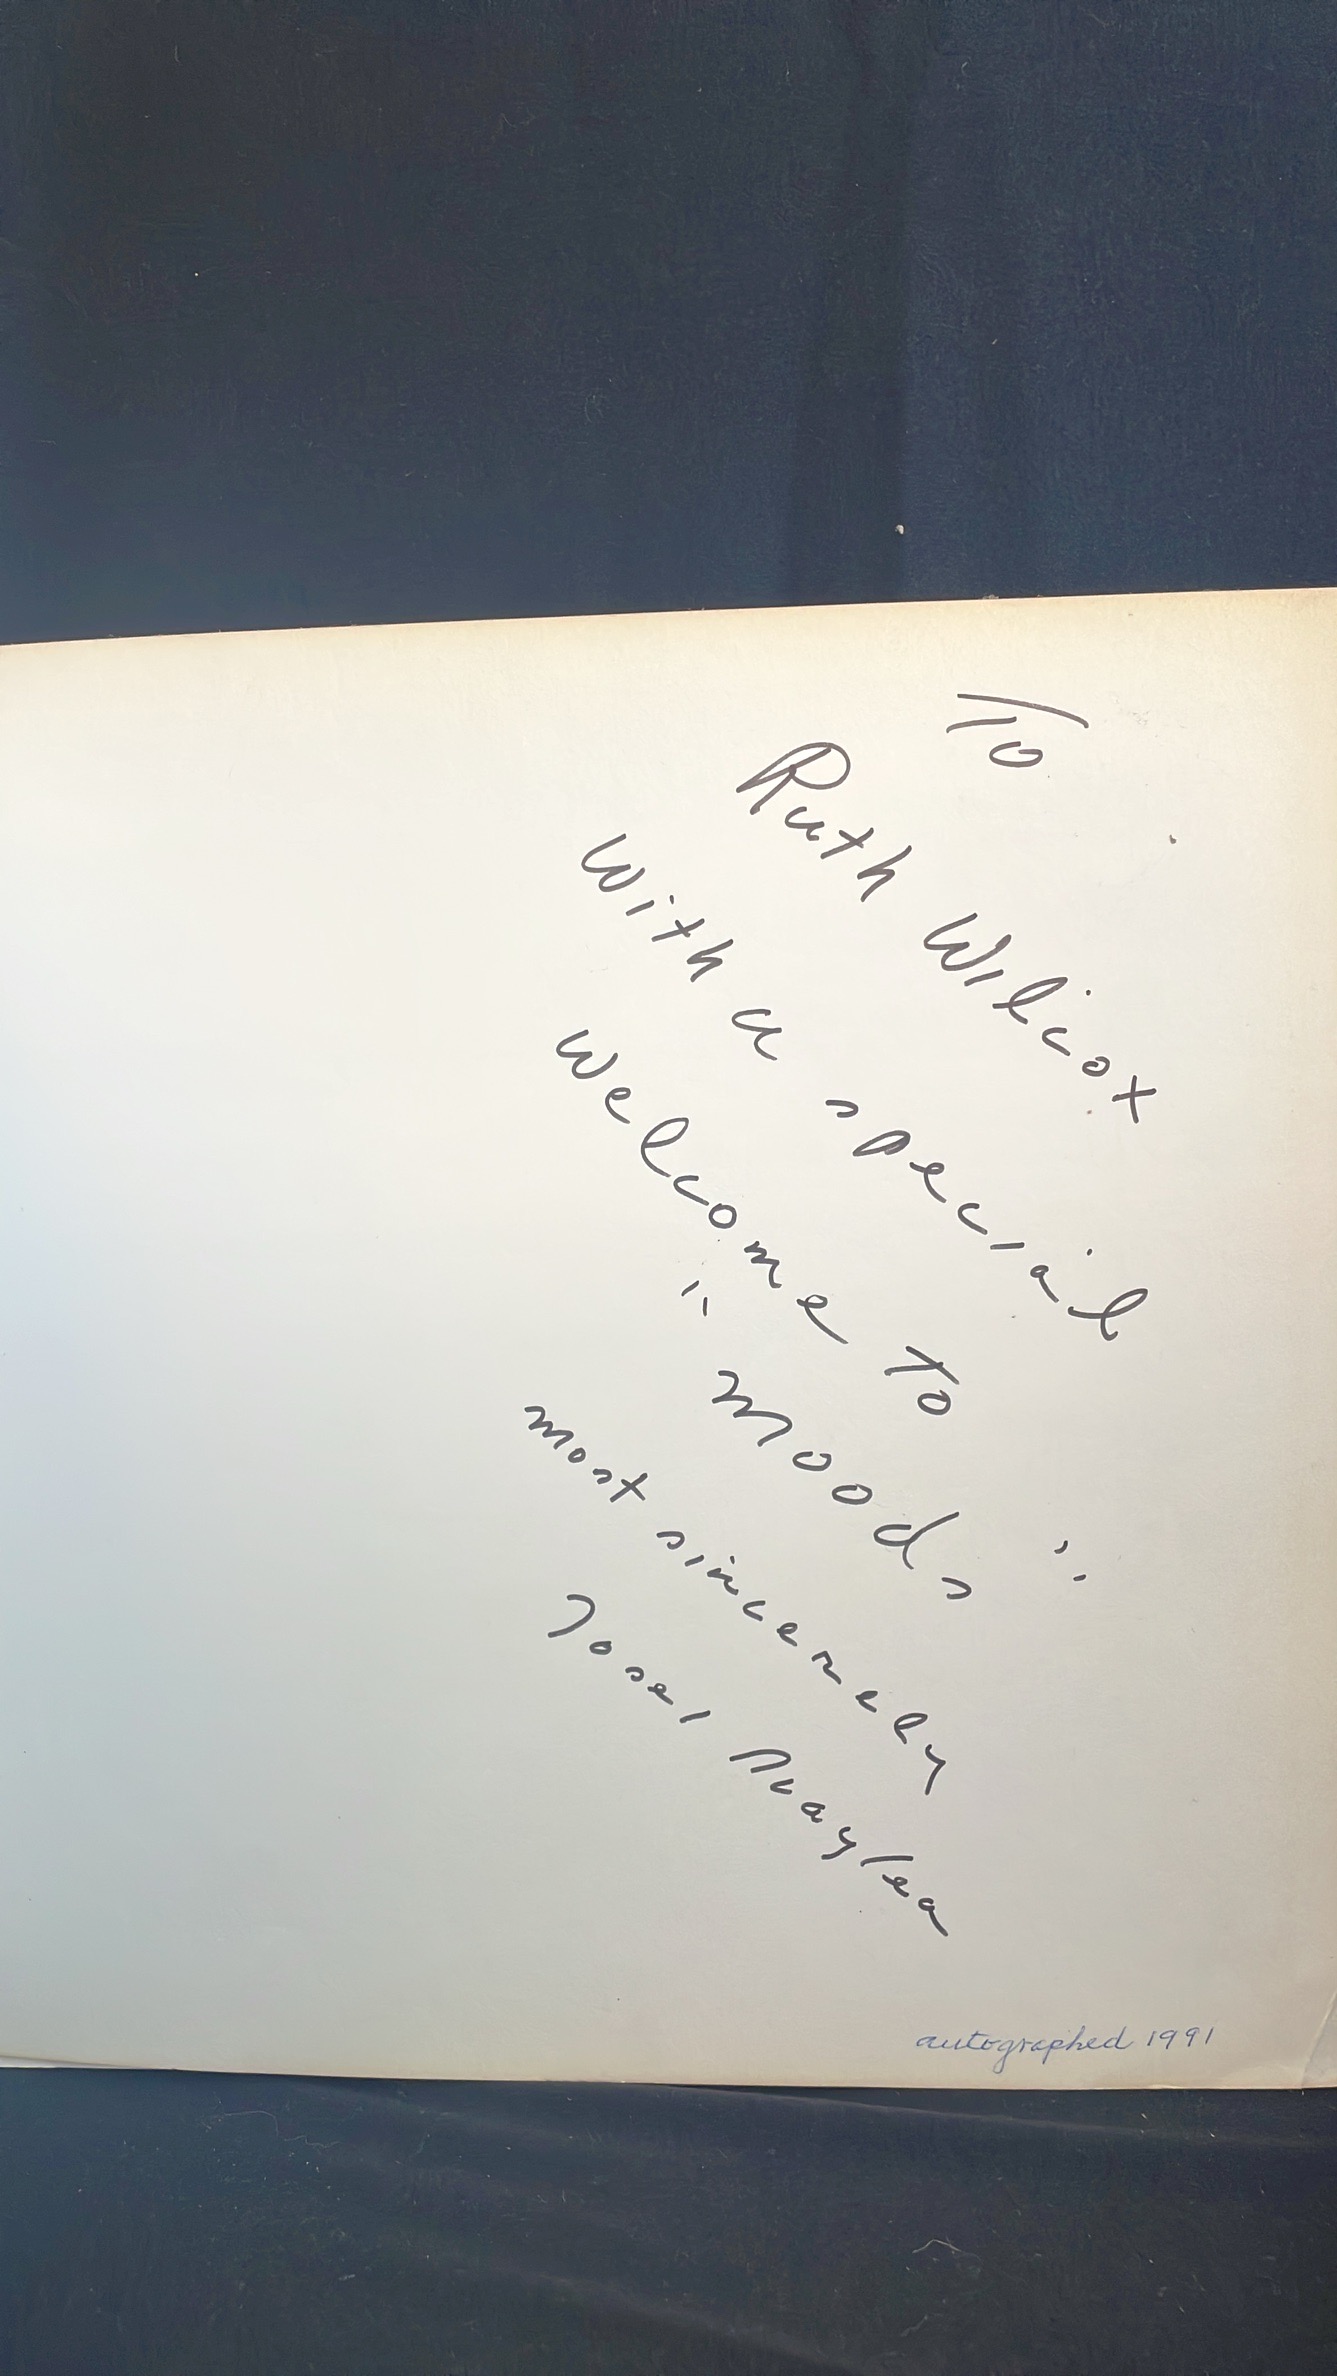 To
Ruth Wilcox
With a special
Welcome to
"Moods"
most sincerely
autographed 1991